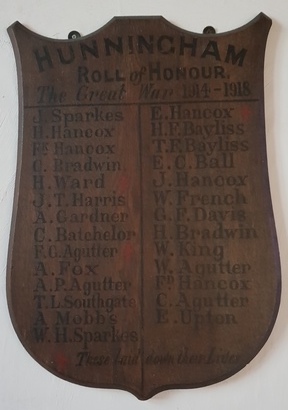 HUNNINGHAM
ROLL of HONOUR.
The Great War 1914-1918
J. Sparkes
H. Hancox
Fk Hancox
C. Bradwin
H. Ward
J. T. Harris
A. Gardner
C. Batchelor
F. C. Agutter
A. Fox
A. P. Agutter
T. L. Southgate
A Mobbs
W. H. Sparkes
E. Hancox
H. F. Bayliss
T. F. Bayliss
E. C. Ball
J. Hancox
W. French
G. F. Davis
H. Bradwin
W. King
W. Agutter
Fd Hancox
C. Agutter
E. Upton
These laid down their Lives